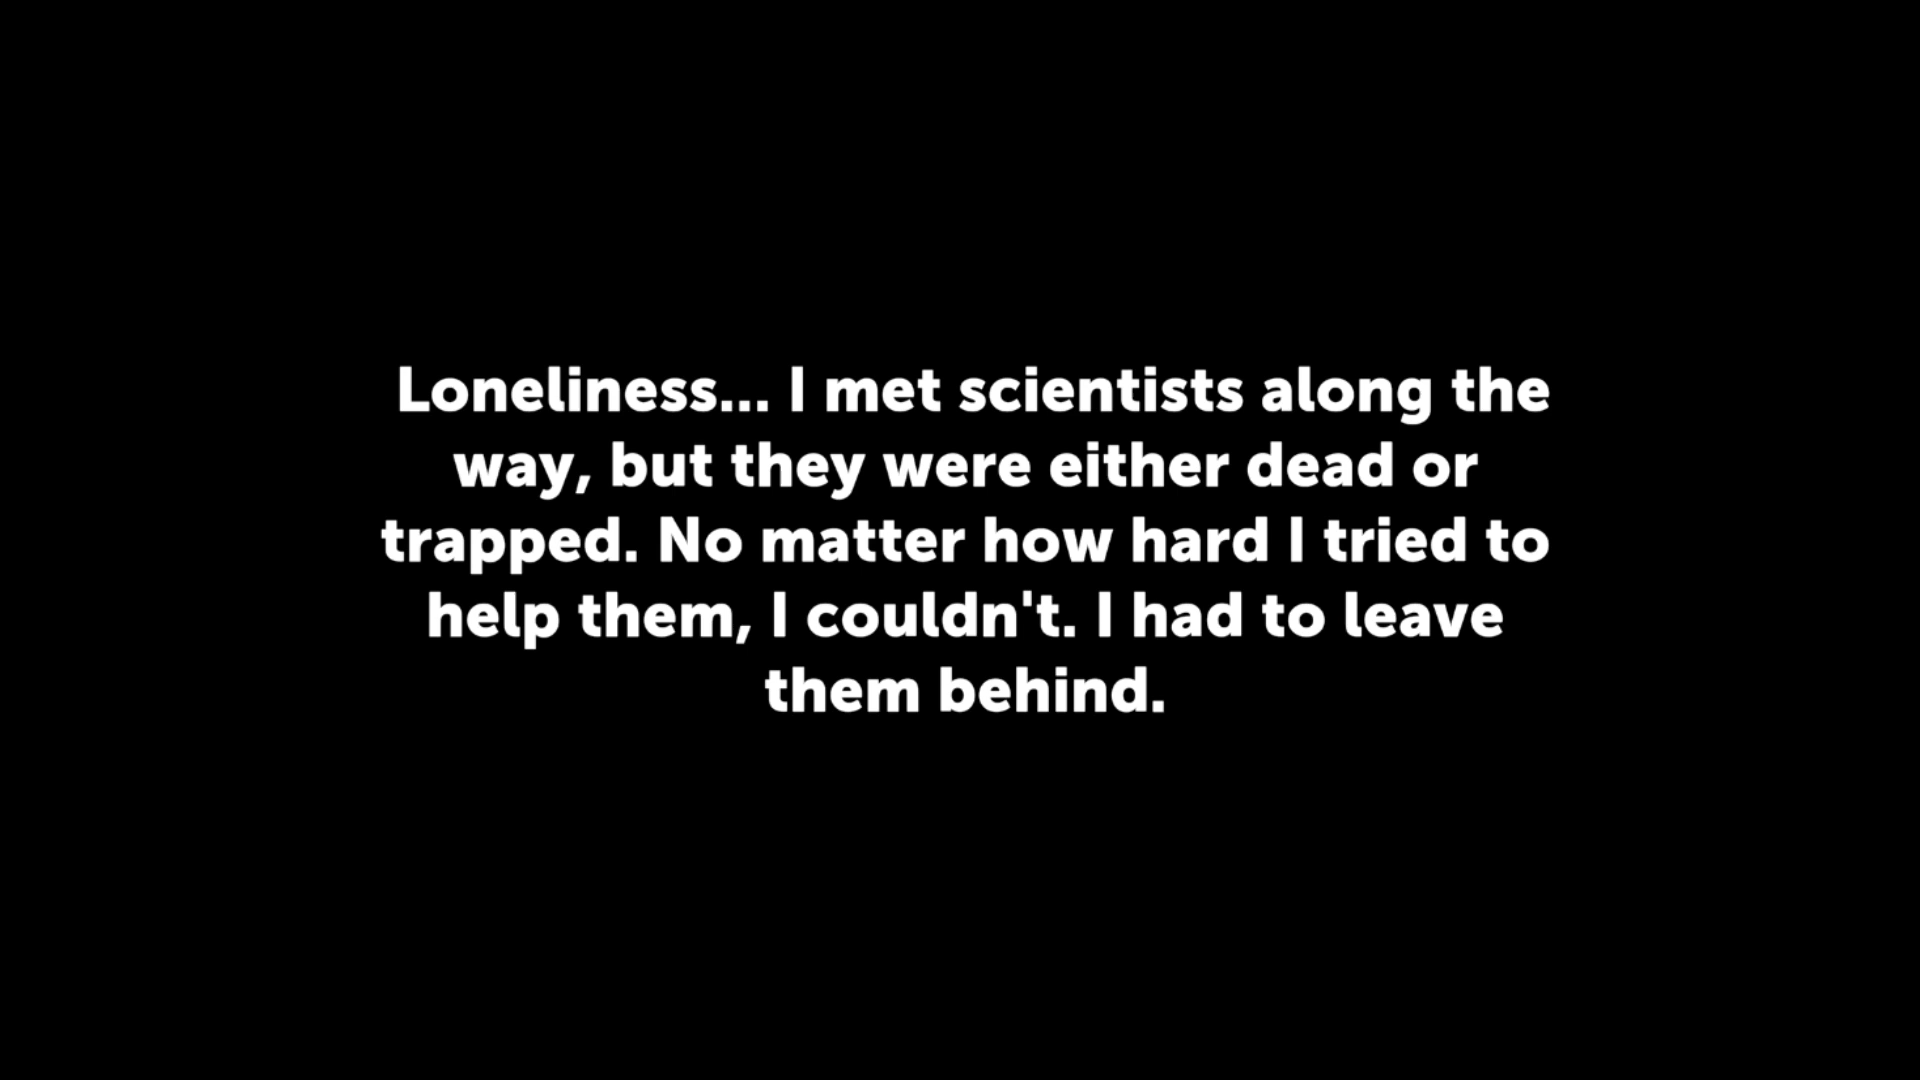 Loneliness... I met scientists along the
way, but they were either dead or
trapped. No matter how hard I tried to
help them, I couldn't. I had to leave
them behind.